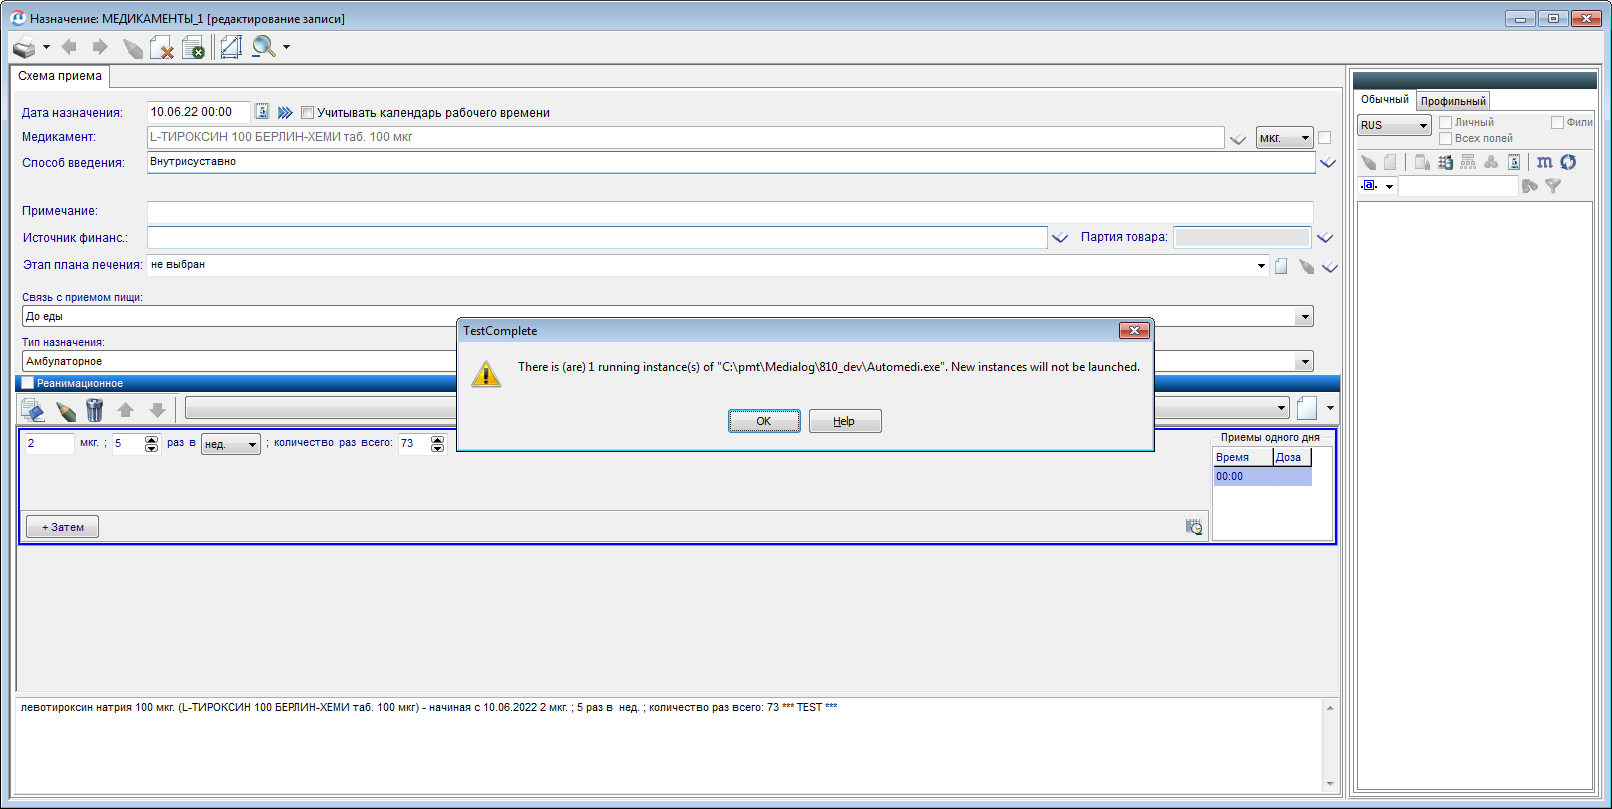 Назначение: МЕДИКАМЕНТЫ_1 [редактирование записи]
Схема приема
Дата назначения: 10.06.22 00:00 Учитывать календарь рабочего времени
Медикамент: L-ТИРОКСИН 100 БЕРЛИН-ХЕМИ таб. 100 мкг мкг.
Способ введения: Внутрисуставно
Примечание:
Источник финанс.: Партия товара:
Этап плана лечения: не выбран
Связь с приемом пищи:
До еды
Тип назначения:
Амбулаторное
Реанимационное
TestComplete
There is (are) 1 running instance(s) of "C:\pmt\Medialog\810_dev\Automedi.exe". New instances will not be launched.
OK Help
2 мкг. ; 5 раз в нед. ; количество раз всего: 73
Приемы одного дня
Время Доза
00:00
+ Затем
левотироксин натрия 100 мкг. (L-ТИРОКСИН 100 БЕРЛИН-ХЕМИ таб. 100 мкг) - начиная с 10.06.2022 2 мкг. ; 5 раз в нед. ; количество раз всего: 73 *** TEST ***
Обычный Профильный
RUS Личный Фили
Всех полей
m
.a.